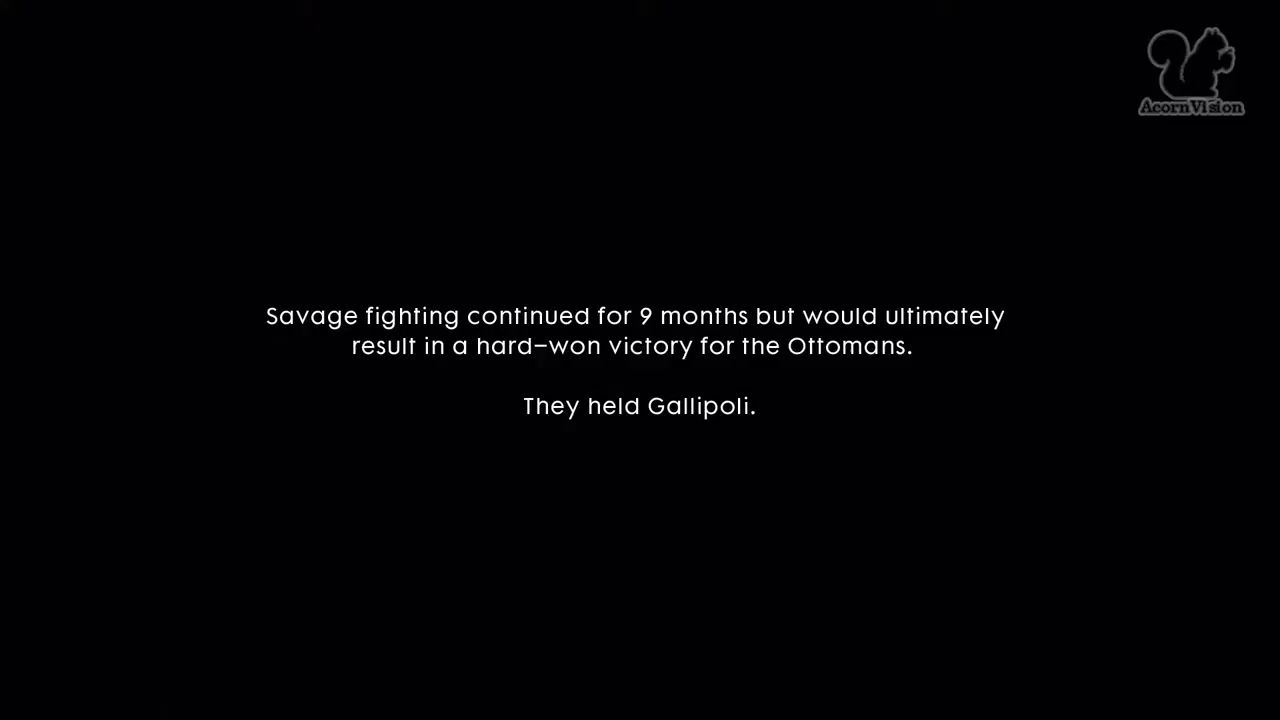 AcornVision
Savage fighting continued for 9 months but would ultimately
result in a hard-won victory for the Ottomans.
They held Gallipoli.